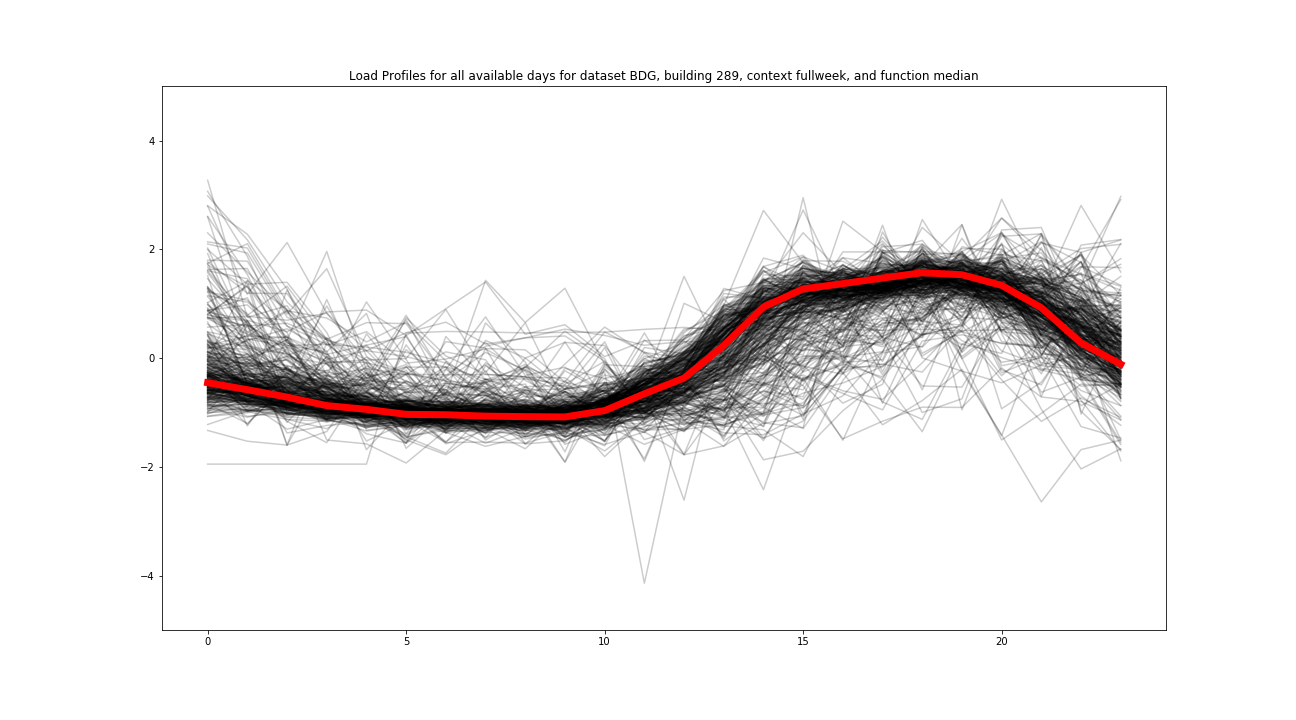 Load Profiles for all available days for dataset BDG, building 289, context fullweek, and function median
4
2
0
−2
−4
0 5 10 15 20